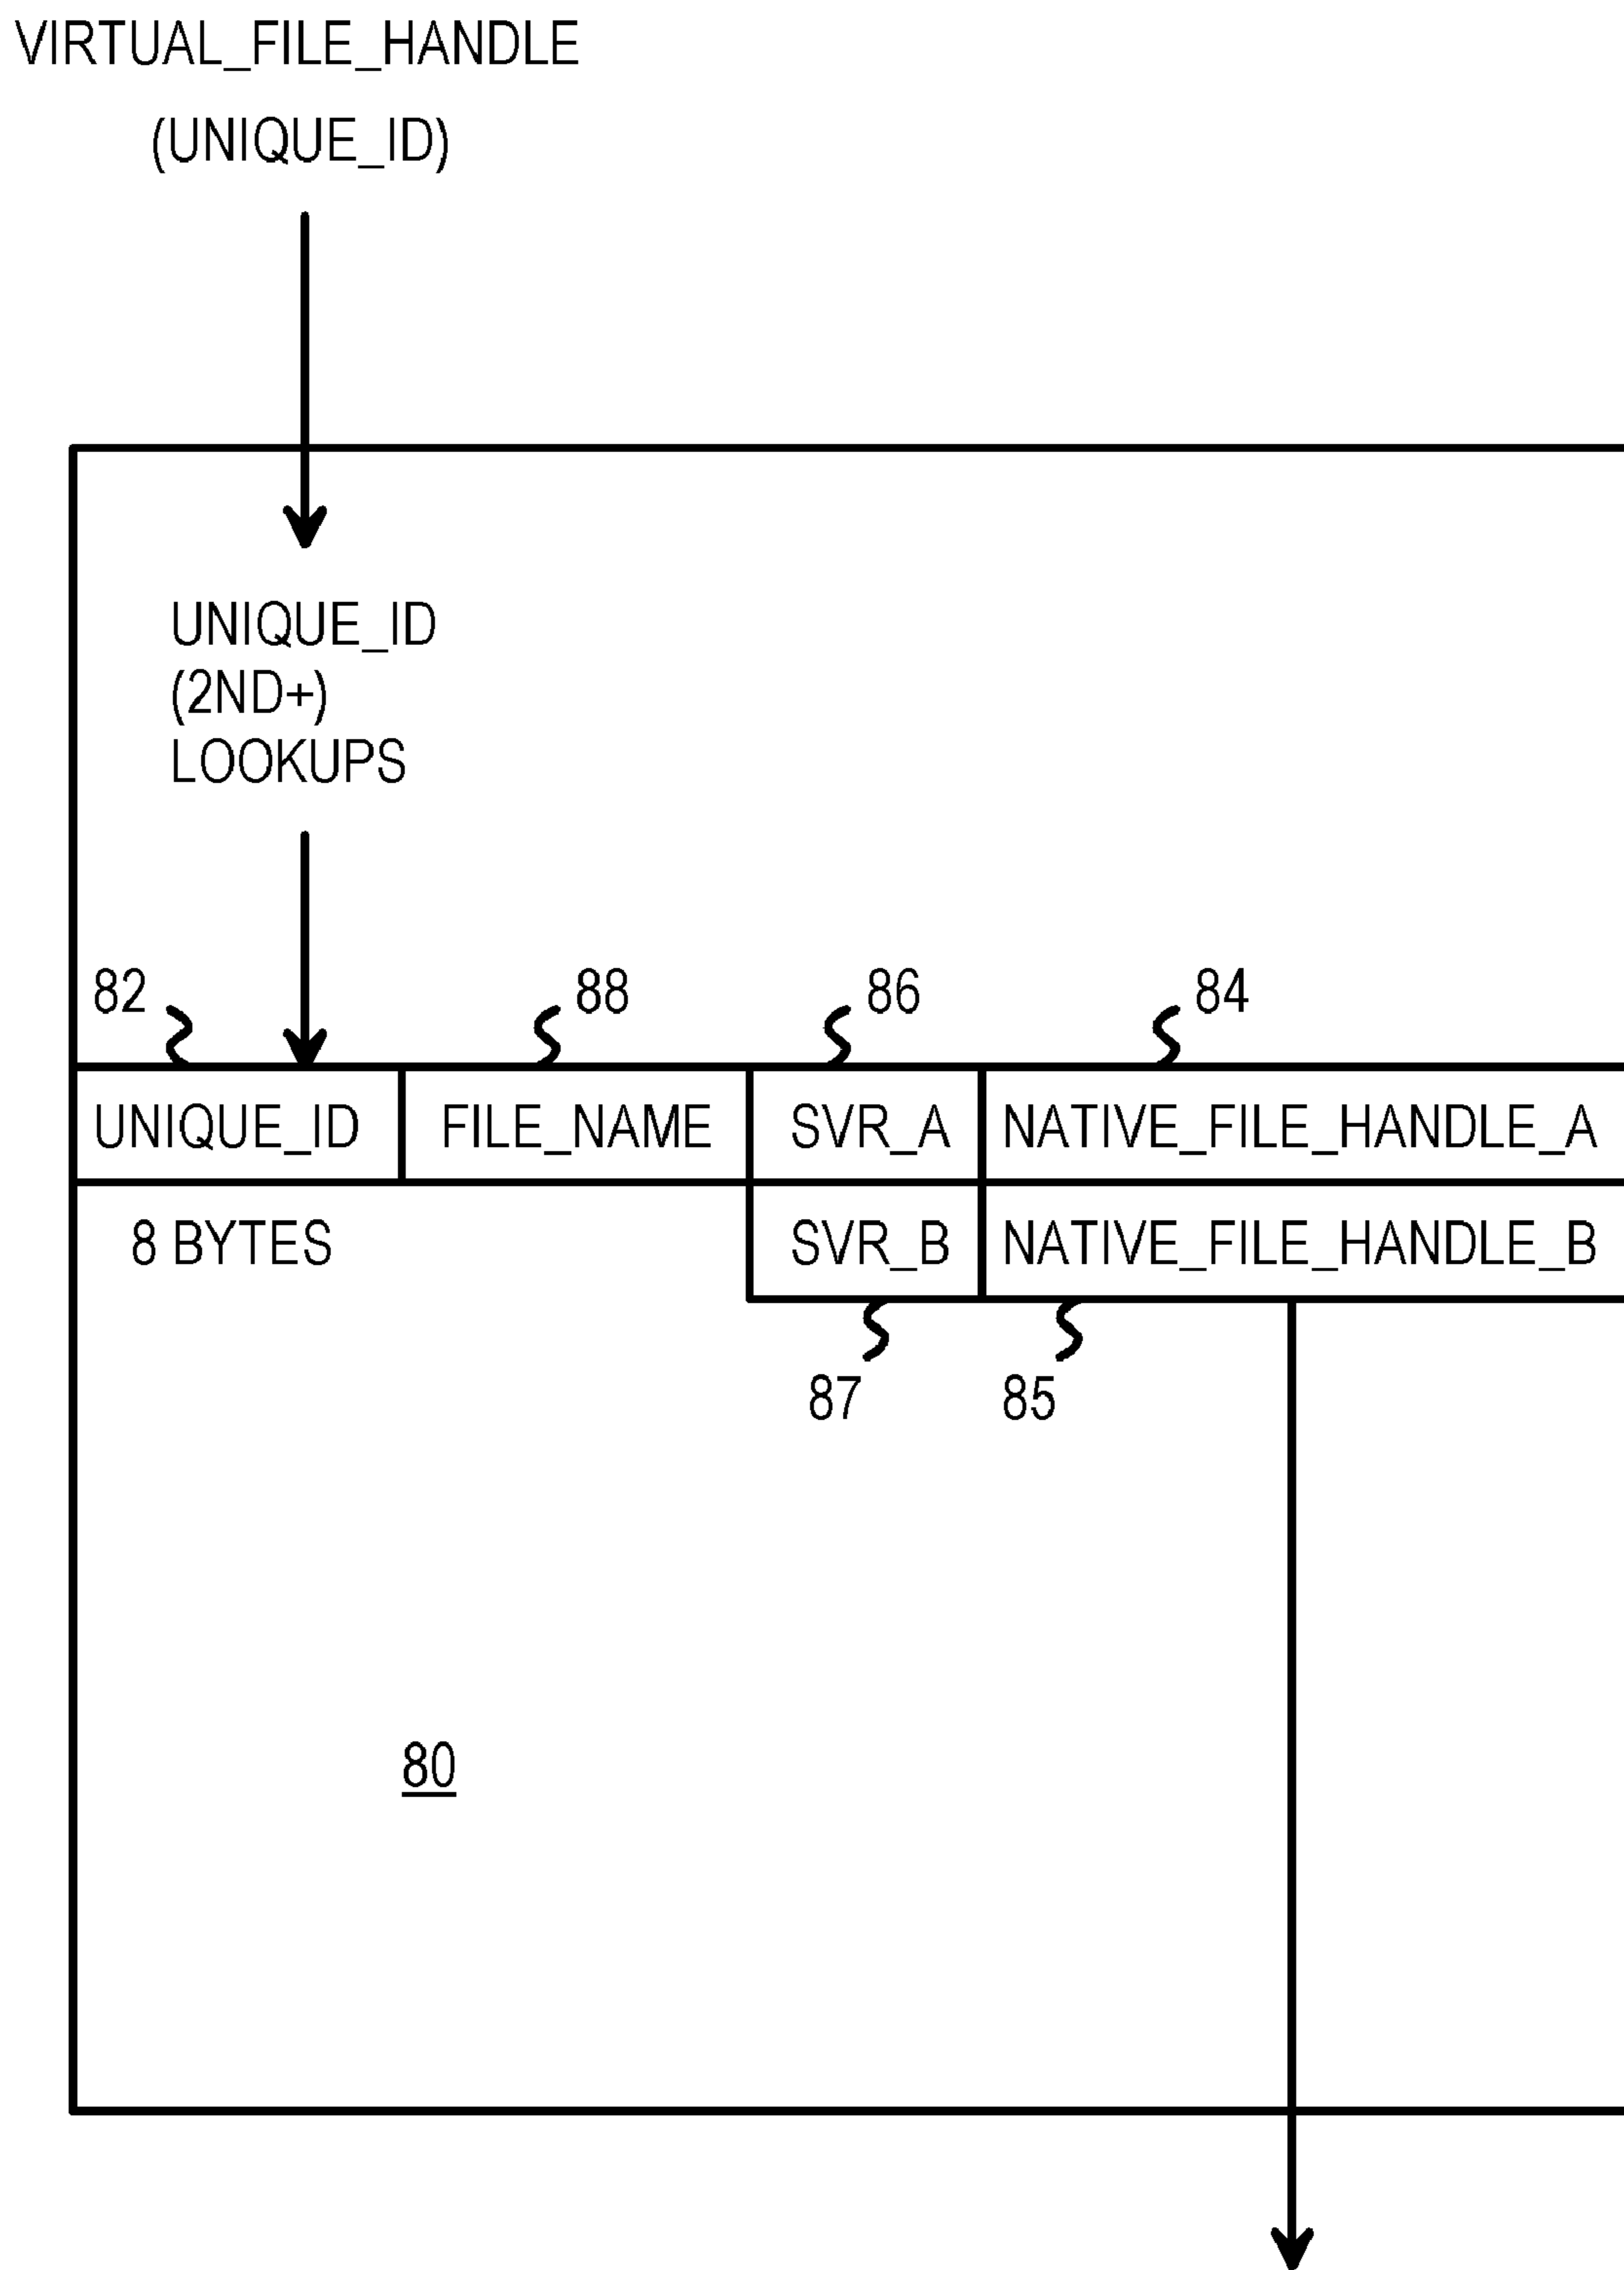 VIRTUAL_FILE_HANDLE
(UNIQUE_ID)
UNIQUE_ID
(2ND+)
LOOKUPS
82 88 86 84
UNIQUE_ID FILE_NAME SVR_A NATIVE_FILE_HANDLE_A
8 BYTES SVR_B NATIVE_FILE_HANDLE_B
87 85
80